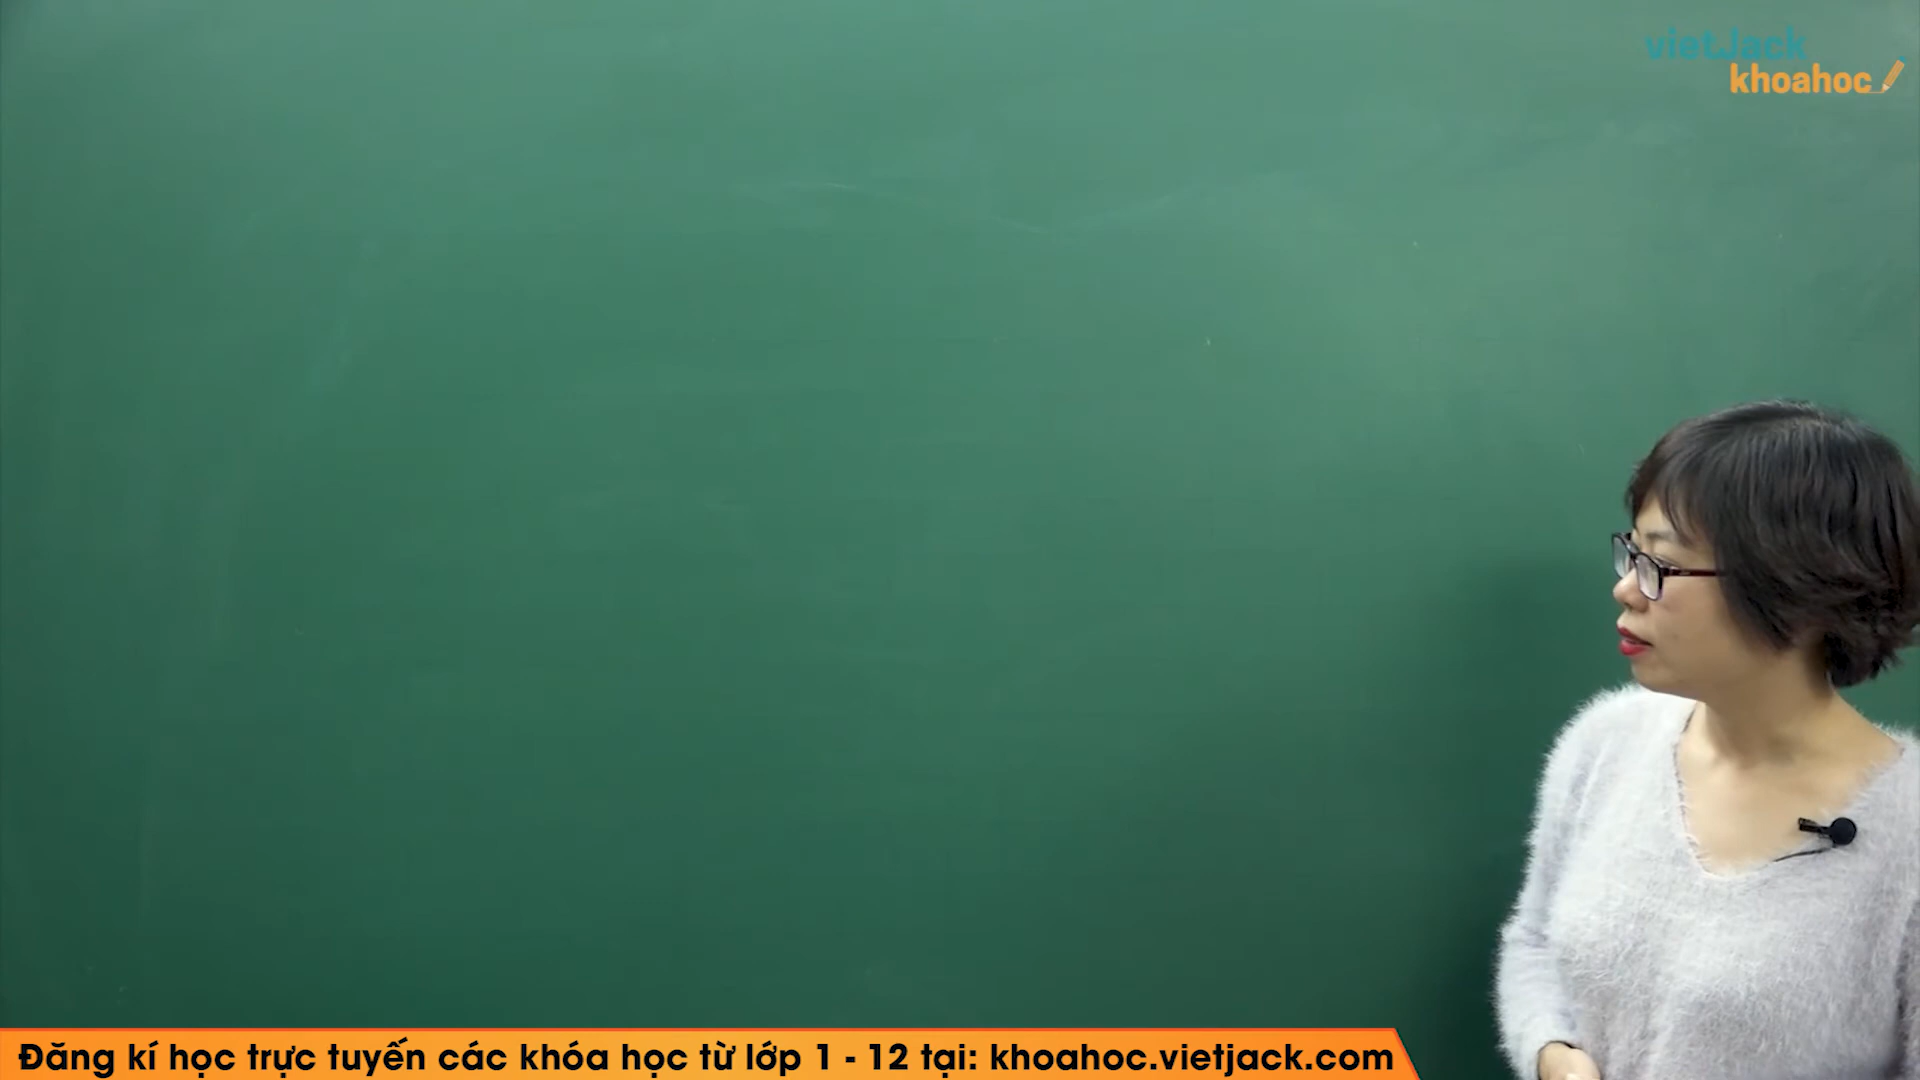 vietJack
khoahoc
Đăng kí học trực tuyến các khóa học từ lớp 1 - 12 tại: khoahoc.vietjack.com